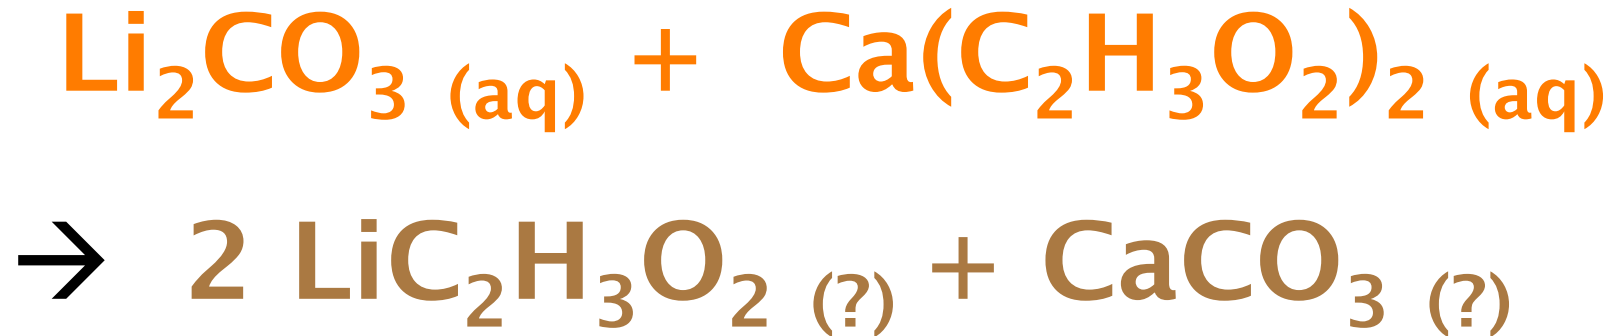 Li₂CO₃ (aq) + Ca(C₂H₃O₂)₂ (aq)
→ 2 LiC₂H₃O₂ (?) + CaCO₃ (?)